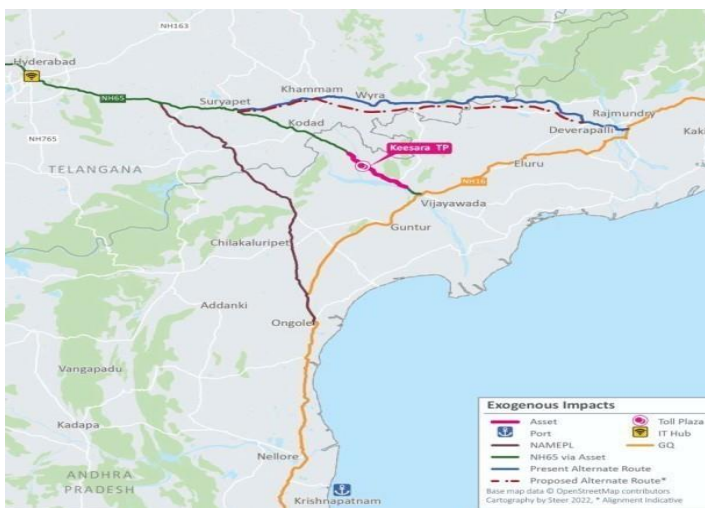 NH163
Hyderabad
NH65
Suryapet
Khammam
Wyra
Kodad
Rajmundry
Deverapalli
Kaki
NH765
TELANGANA
Keesara TP
Eluru
NH16
Vijayawada
Guntur
Chilakaluripet
Addanki
Ongole
Vangapadu
Kadapa
Nellore
ANDHRA
PRADESH
Krishnapatnam
Exogenous Impacts
Asset
Toll Plaza
Port
IT Hub
NAMEPL
GQ
NH65 via Asset
Present Alternate Route
Proposed Alternate Route*
Base map data © OpenStreetMap contributors
Cartography by Steer 2022, * Alignment Indicative